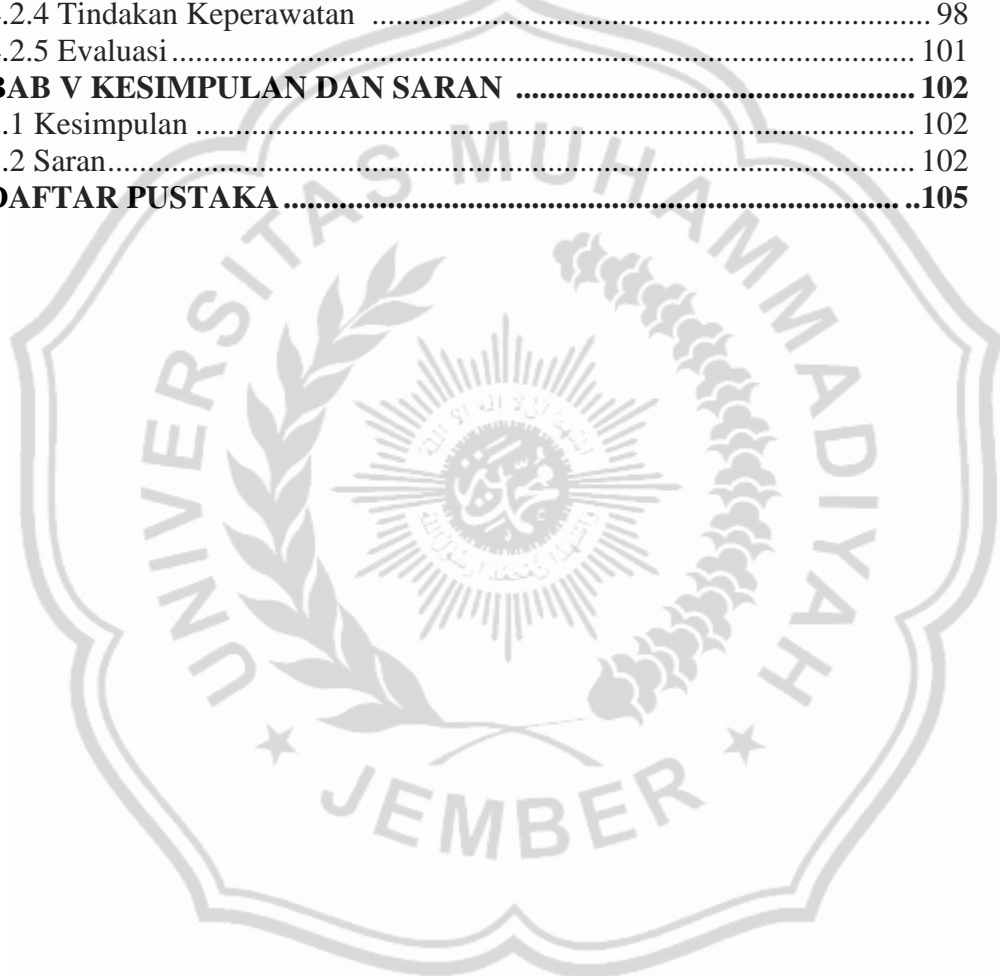 .2.4 Tindakan Keperawatan ...................................................................... 98
.2.5 Evaluasi ............................................................................................. 101
BAB V KESIMPULAN DAN SARAN .................................................. 102
.1 Kesimpulan .......................................................................................... 102
.2 Saran ..................................................................................................... 102
DAFTAR PUSTAKA ............................................................................. ..105
UNIVERSITAS MUHAMMADIYAH
JEMBER